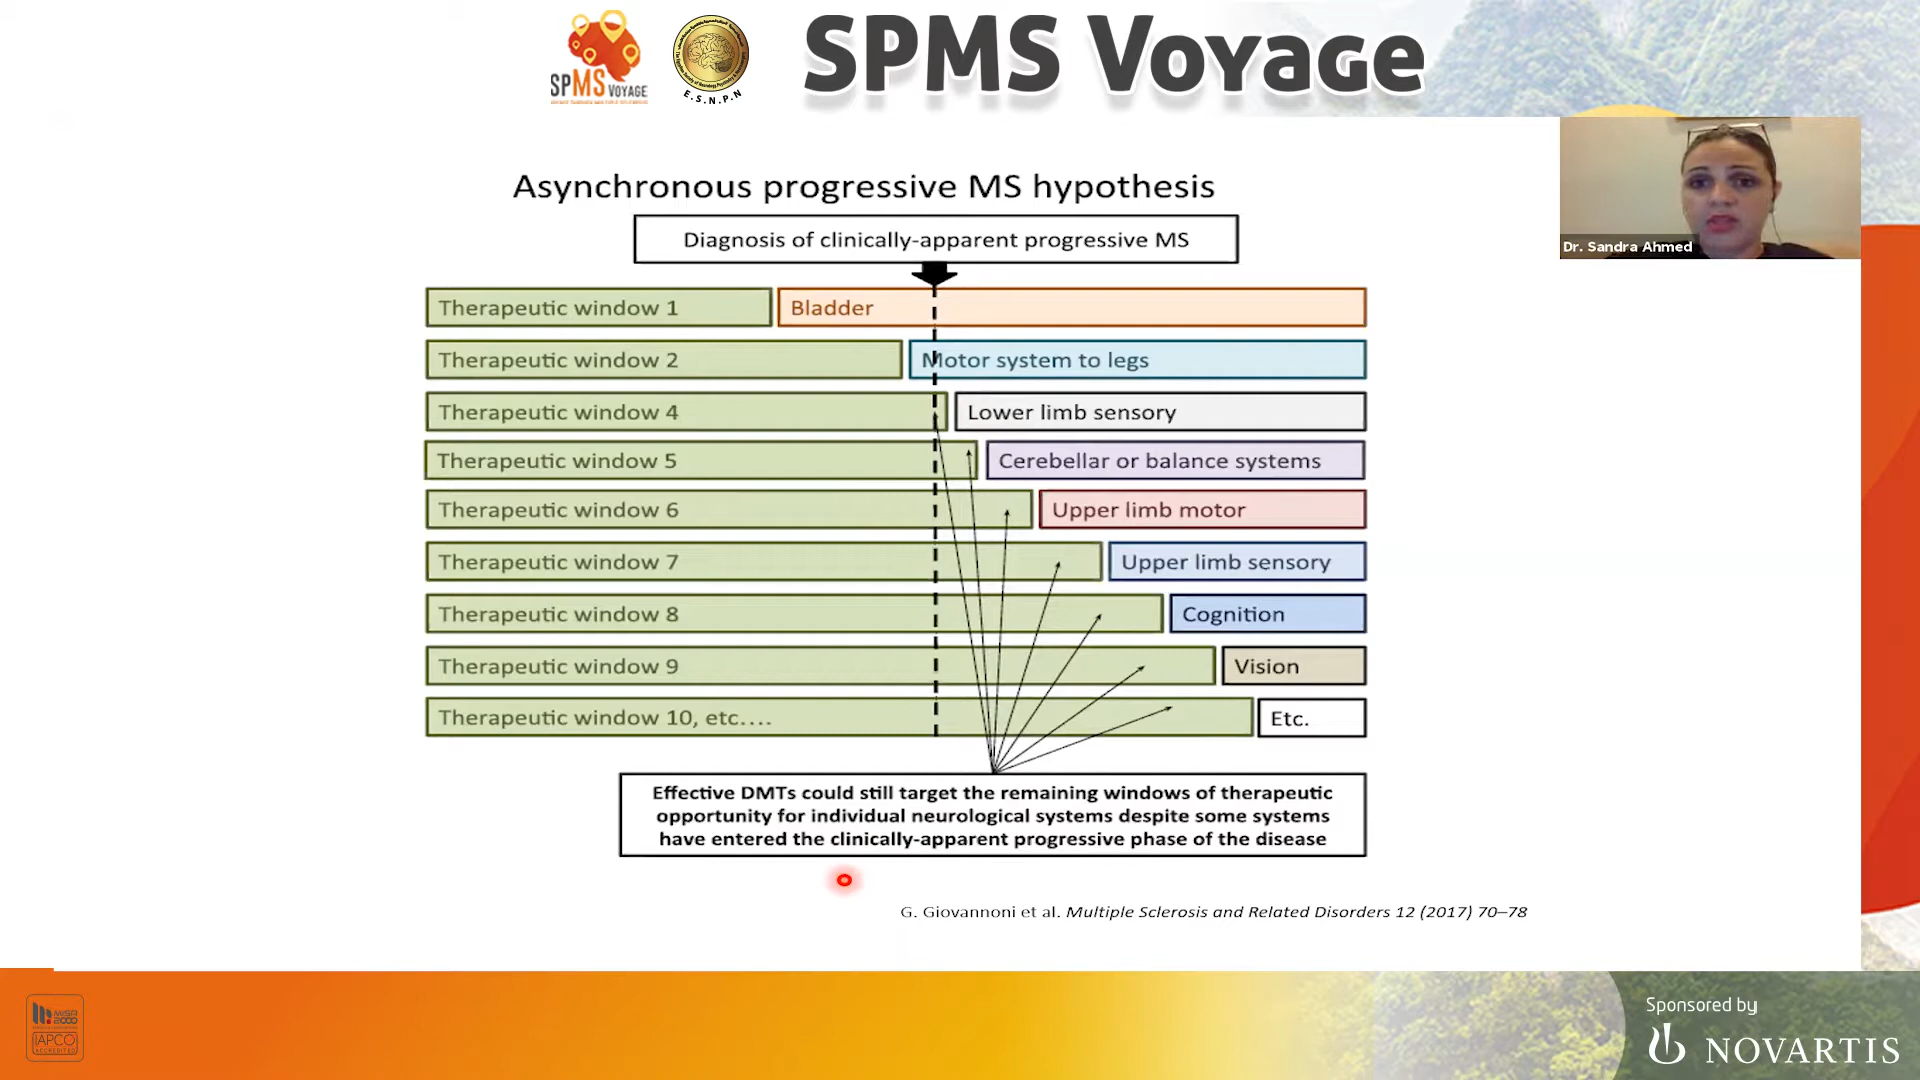 SPMS VOYAGE
E.S.N.P.N
SPMS Voyage
Dr. Sandra Ahmed
Asynchronous progressive MS hypothesis
Diagnosis of clinically-apparent progressive MS
Therapeutic window 1
Bladder
Therapeutic window 2
Motor system to legs
Therapeutic window 4
Lower limb sensory
Therapeutic window 5
Cerebellar or balance systems
Therapeutic window 6
Upper limb motor
Therapeutic window 7
Upper limb sensory
Therapeutic window 8
Cognition
Therapeutic window 9
Vision
Therapeutic window 10, etc....
Etc.
Effective DMTs could still target the remaining windows of therapeutic
opportunity for individual neurological systems despite some systems
have entered the clinically-apparent progressive phase of the disease
G. Giovannoni et al. Multiple Sclerosis and Related Disorders 12 (2017) 70–78
MISR
2000
IAPCO
ACCREDITED
Sponsored by
NOVARTIS